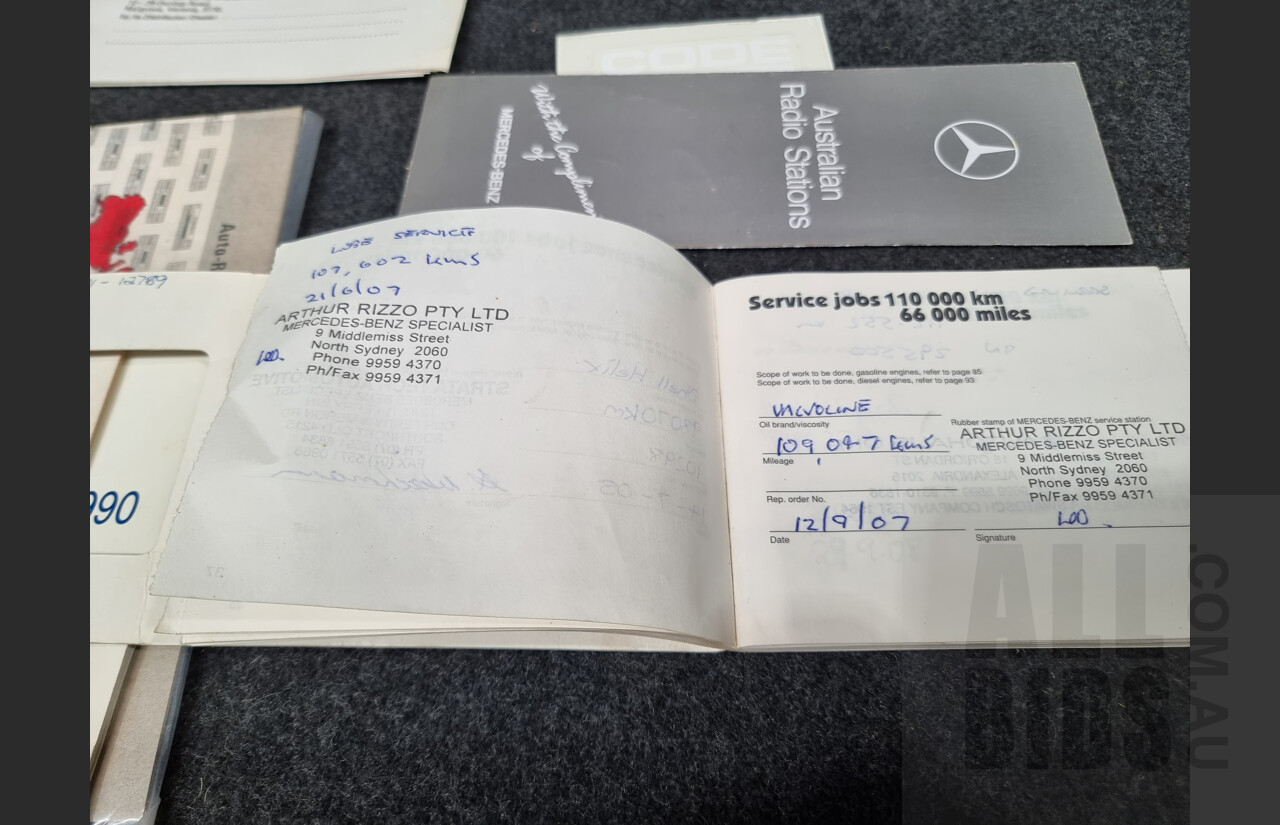 CODE
Australian
Radio Stations
With the Compliments
of
MERCEDES-BENZ
Auto-R
12789
990
LUBE SERVICE
107,602 kms
21/6/07
ARTHUR RIZZO PTY LTD
MERCEDES-BENZ SPECIALIST
9 Middlemiss Street
North Sydney 2060
Phone 9959 4370
Ph/Fax 9959 4371
37
Service jobs 110 000 km
66 000 miles
Scope of work to be done, gasoline engines, refer to page 85
Scope of work to be done, diesel engines, refer to page 93
VALVOLINE
Oil brand/viscosity
109 047 kms
Mileage
Rep. order No.
12/9/07
Date
Rubber stamp of MERCEDES-BENZ service station
ARTHUR RIZZO PTY LTD
MERCEDES-BENZ SPECIALIST
9 Middlemiss Street
North Sydney 2060
Phone 9959 4370
Ph/Fax 9959 4371
Signature
ALL
BIDS
.COM.AU